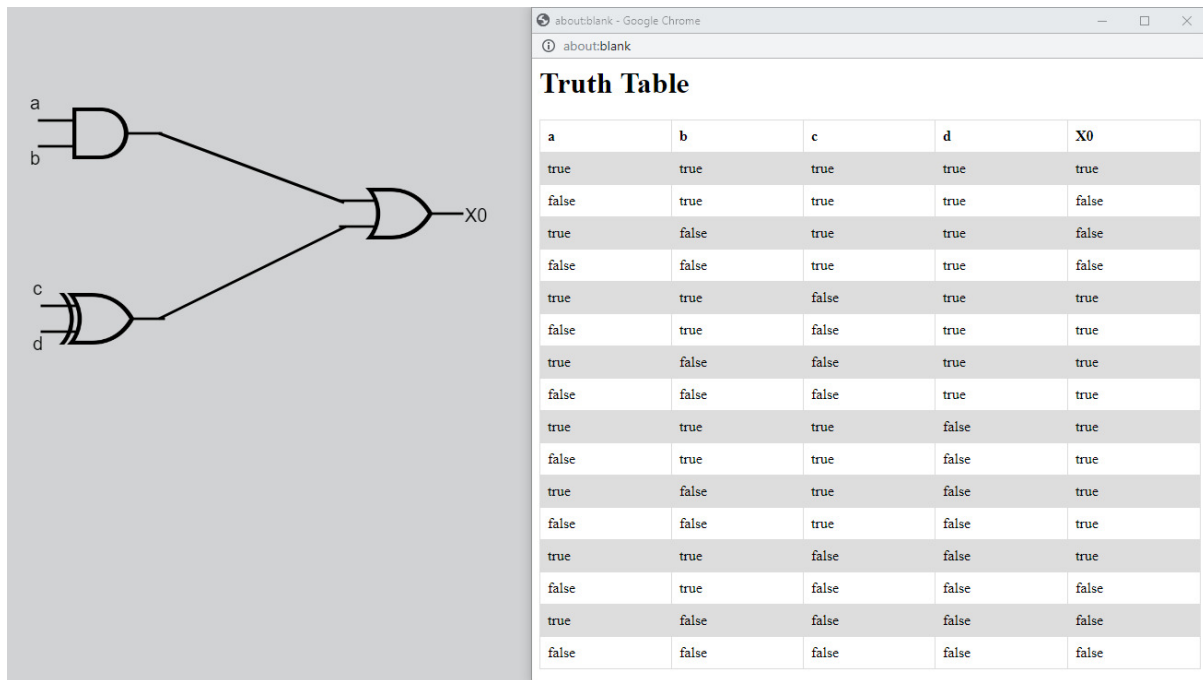 a
b
c
d
X0
about:blank - Google Chrome
about:blank
Truth Table
a b c d X0
true true true true true
false true true true false
true false true true false
false false true true false
true true false true true
false true false true true
true false false true true
false false false true true
true true true false true
false true true false true
true false true false true
false false true false true
true true false false true
false true false false false
true false false false false
false false false false false